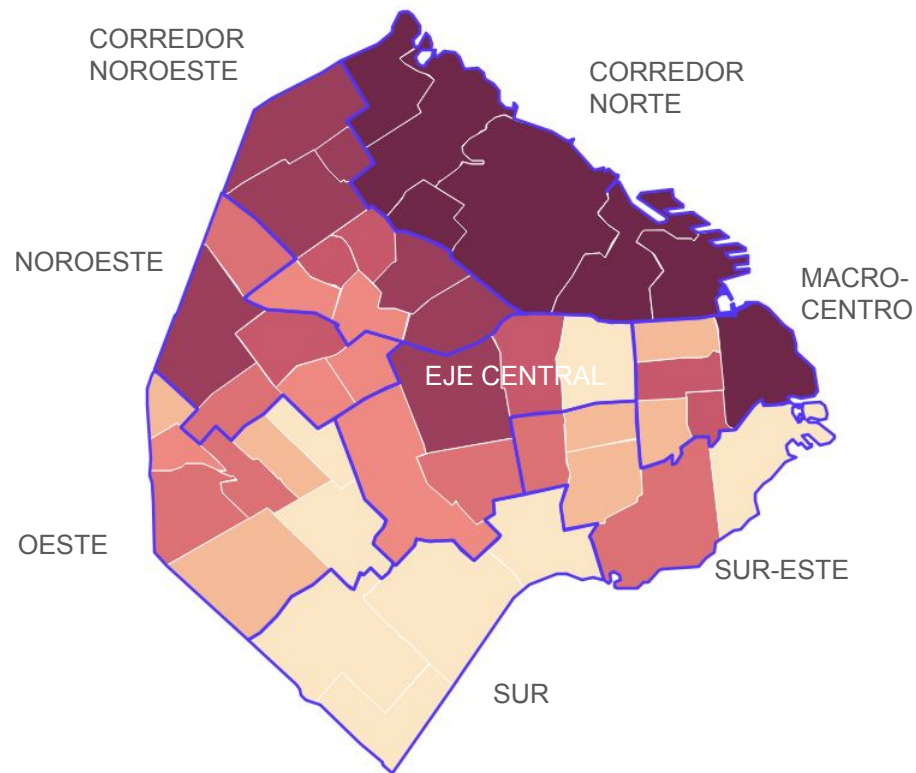 CORREDOR
NOROESTE
CORREDOR
NORTE
NOROESTE
MACRO-
CENTRO
EJE CENTRAL
OESTE
SUR-ESTE
SUR